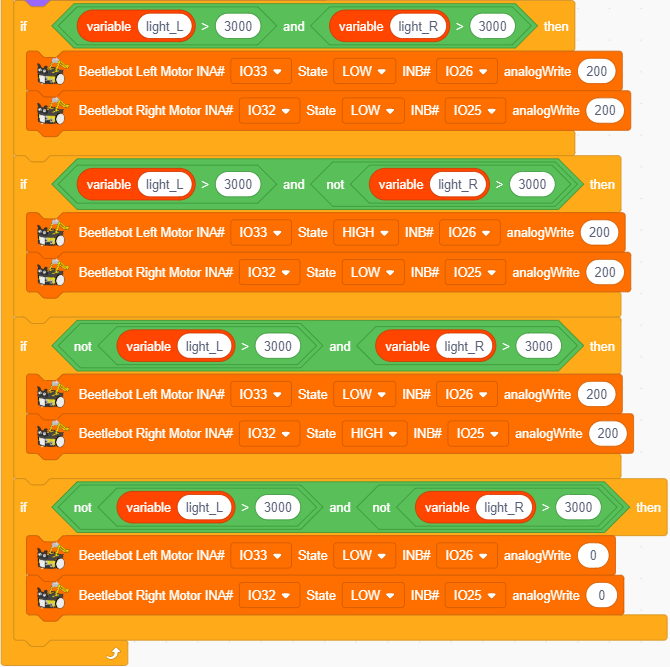 if variable light_L > 3000 and variable light_R > 3000 then
Beetlebot Left Motor INA# IO33 State LOW INB# IO26 analogWrite 200
Beetlebot Right Motor INA# IO32 State LOW INB# IO25 analogWrite 200
if variable light_L > 3000 and not variable light_R > 3000 then
Beetlebot Left Motor INA# IO33 State HIGH INB# IO26 analogWrite 200
Beetlebot Right Motor INA# IO32 State LOW INB# IO25 analogWrite 200
if not variable light_L > 3000 and variable light_R > 3000 then
Beetlebot Left Motor INA# IO33 State LOW INB# IO26 analogWrite 200
Beetlebot Right Motor INA# IO32 State HIGH INB# IO25 analogWrite 200
if not variable light_L > 3000 and not variable light_R > 3000 then
Beetlebot Left Motor INA# IO33 State LOW INB# IO26 analogWrite 0
Beetlebot Right Motor INA# IO32 State LOW INB# IO25 analogWrite 0